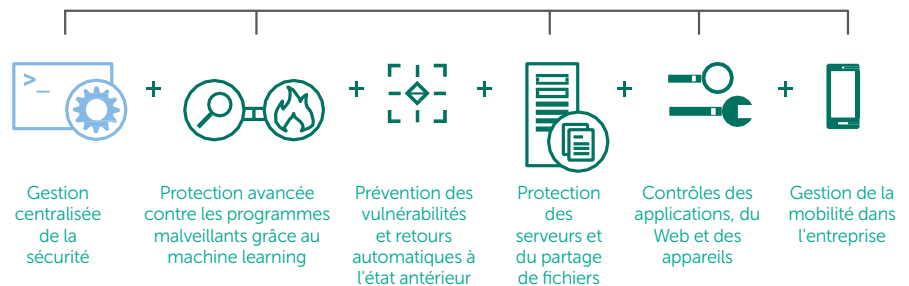 Gestion
centralisée
de la
sécurité
Protection avancée
contre les programmes
malveillants grâce au
machine learning
Prévention des
vulnérabilités
et retours
automatiques à
l'état antérieur
Protection
des
serveurs et
du partage
de fichiers
Contrôles des
applications, du
Web et des
appareils
Gestion de la
mobilité dans
l'entreprise